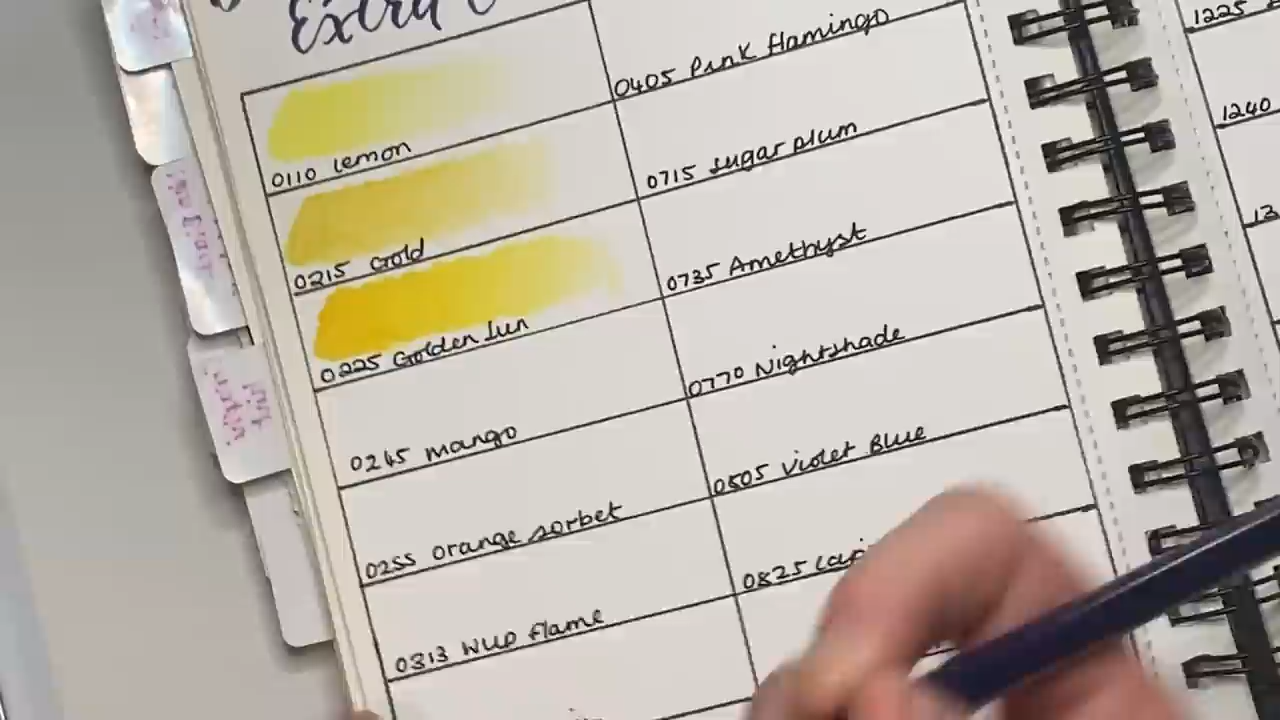 Extra
0110 Lemon
0215 Gold
0225 Golden Sun
0245 mango
0255 orange sorbet
0313 Wild flame
0405 Pink flamingo
0715 sugar plum
0735 Amethyst
0770 Nightshade
0805 Violet Blue
0825
1225
1240